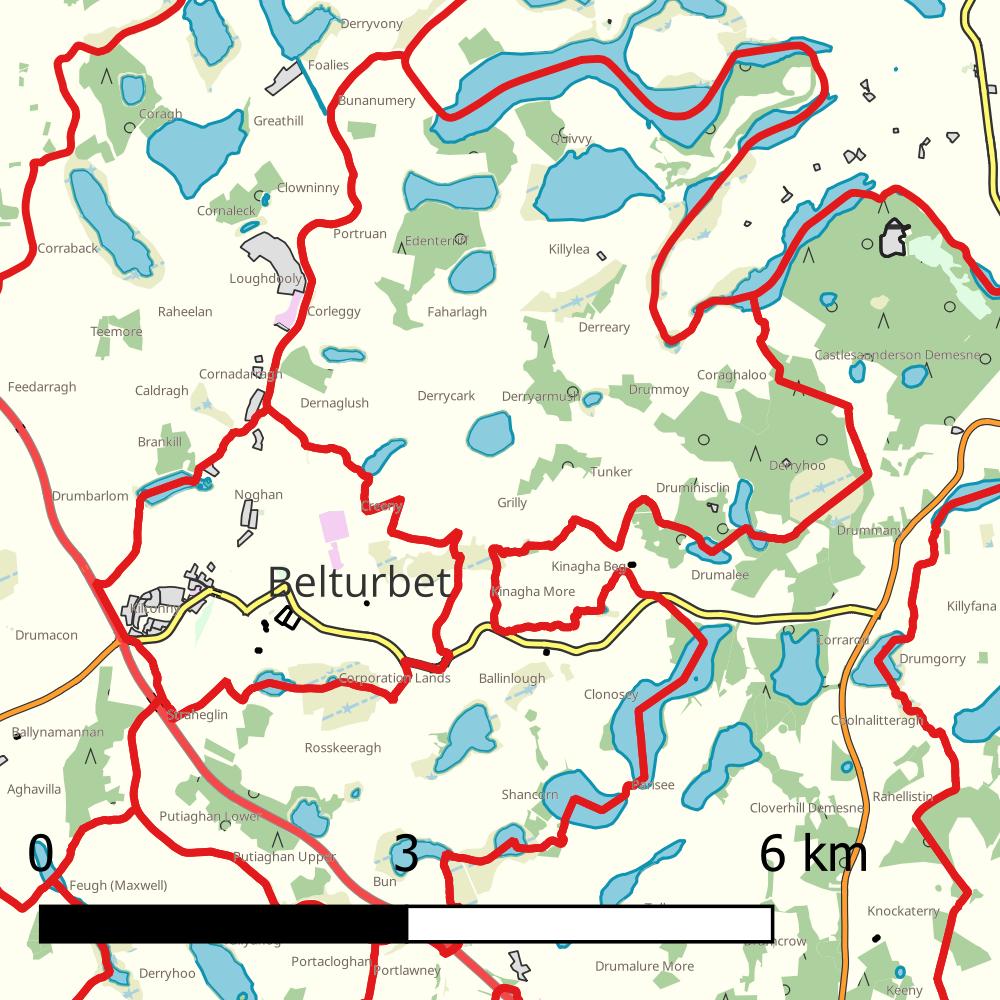 Derryvony
Foalies
Bunanumery
Coragh
Greathill
Quivvy
Clowninny
Cornaleck
Portruan
Edenterriff
Corraback
Killylea
Loughdooly
Raheelan
Corleggy
Faharlagh
Teemore
Derreary
Castlesaunderson Demesne
Cornadarragh
Coraghaloo
Feedarragh
Caldragh
Dernaglush
Derrycark
Derryarmush
Drummoy
Brankill
Derryhoo
Tunker
Drumbarlom
Noghan
Creeny
Grilly
Druminisclin
Drummany
Belturbet
Kinagha Beg
Drumalee
Kilconny
Kinagha More
Killyfana
Drumacon
Corrardu
Drumgorry
Corporation Lands
Ballinlough
Clonosey
Straheglin
Coolnalitteragh
Ballynamannan
Rosskeeragh
Aghavilla
Shancorn
Parisee
Rahellistin
Cloverhill Demesne
Putiaghan Lower
0 3 6 km
Putiaghan Upper
Feugh (Maxwell)
Bun
Knockaterry
Portacloghan
Portlawney
Derryhoo
Drumalure More
Keeny